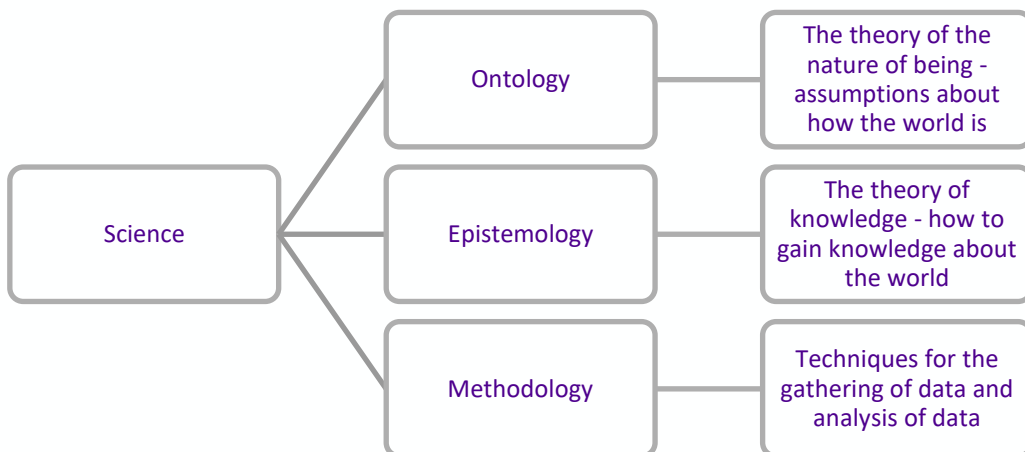 Science
Ontology
The theory of the
nature of being -
assumptions about
how the world is
Epistemology
The theory of
knowledge - how to
gain knowledge about
the world
Methodology
Techniques for the
gathering of data and
analysis of data